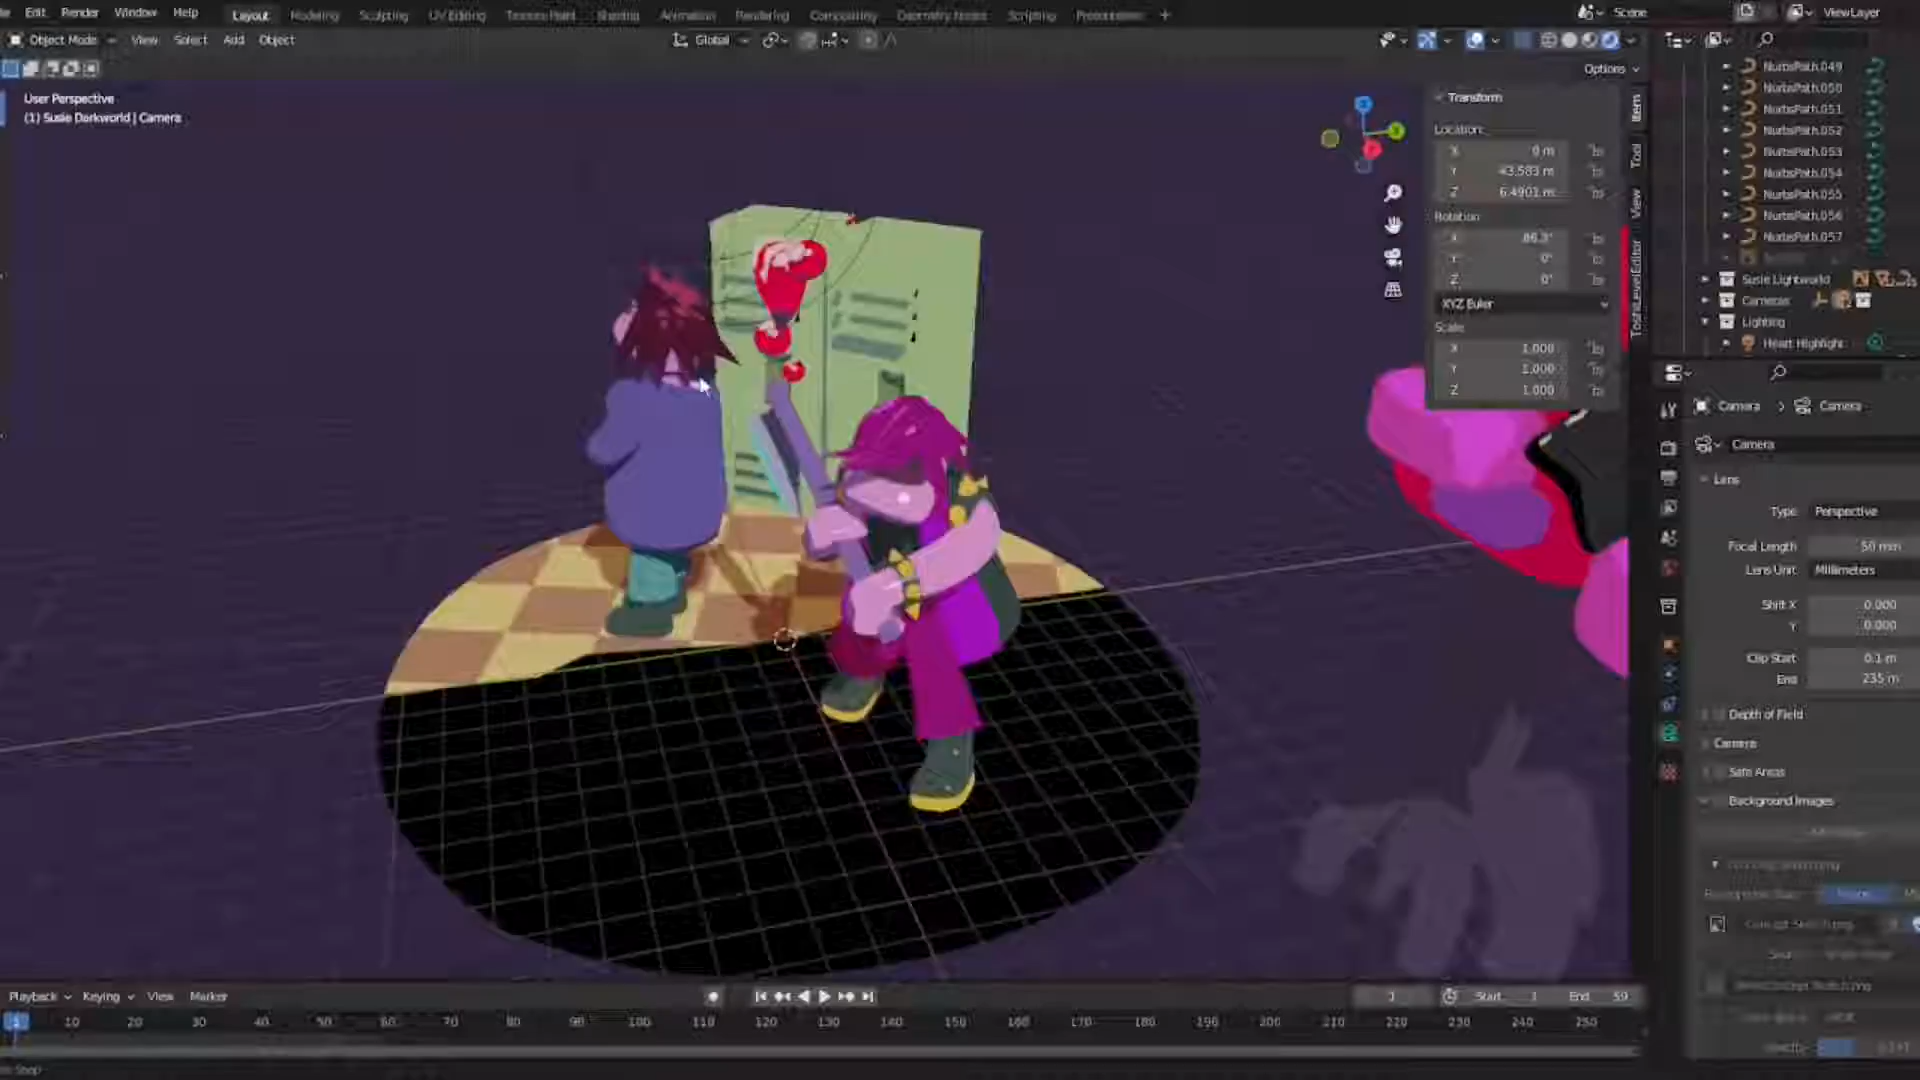 Edit Render Window Help Layout Modeling Sculpting UV Editing Texture Paint Shading Animation Rendering Compositing Geometry Nodes Scripting Presentation + Scene ViewLayer
Object Mode View Select Add Object Global
Options
User Perspective
(1) Susie Darkworld | Camera
Transform
Location:
X 0 m
Y 43.583 m
Z 6.4901 m
Rotation:
X 86.3°
Y 0°
Z 0°
XYZ Euler
Scale:
X 1.000
Y 1.000
Z 1.000
Item
Tool
View
ToshiLevelEditor
NurbsPath.049
NurbsPath.050
NurbsPath.051
NurbsPath.052
NurbsPath.053
NurbsPath.054
NurbsPath.055
NurbsPath.056
NurbsPath.057
Susie Lightworld
Cameras
Lighting
Heart Highlight
Camera > Camera
Camera
Lens
Type Perspective
Focal Length 50 mm
Lens Unit Millimeters
Shift X 0.000
Y 0.000
Clip Start 0.1 m
End 235 m
Depth of Field
Camera
Safe Areas
Background Images
Playback Keying View Marker 1 Start 1 End 59
1 10 20 30 40 50 60 70 80 90 100 110 120 130 140 150 160 170 180 190 200 210 220 230 240 250